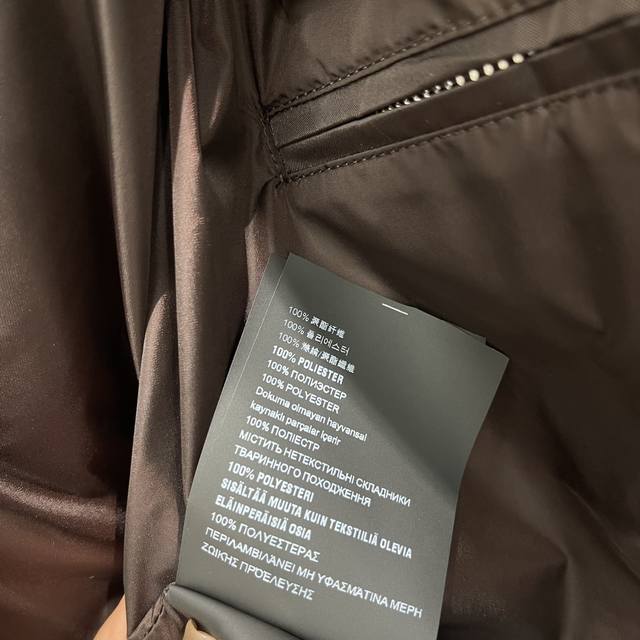 100% 聚酯纤维
100% 폴리에스터
100% 滌綸/聚酯纖維
100% POLIESTER
100% ПОЛИЭСТЕР
100% POLYESTER
Dokuma olmayan hayvansal
kaynaklı parçalar içerir
100% ПОЛІЕСТР
МІСТИТЬ НЕТЕКСТИЛЬНІ СКЛАДНИКИ
ТВАРИННОГО ПОХОДЖЕННЯ
100% POLYESTERI
SISÄLTÄÄ MUUTA KUIN TEKSTIILIÄ OLEVIA
ELÄINPERÄISIÄ OSIA
100% ΠΟΛΥΕΣΤΕΡΑΣ
ΠΕΡΙΛΑΜΒΑΝΕΙ ΜΗ ΥΦΑΣΜΑΤΙΝΑ ΜΕΡΗ
ΖΩΙΚΗΣ ΠΡΟΕΛΕΥΣΗΣ